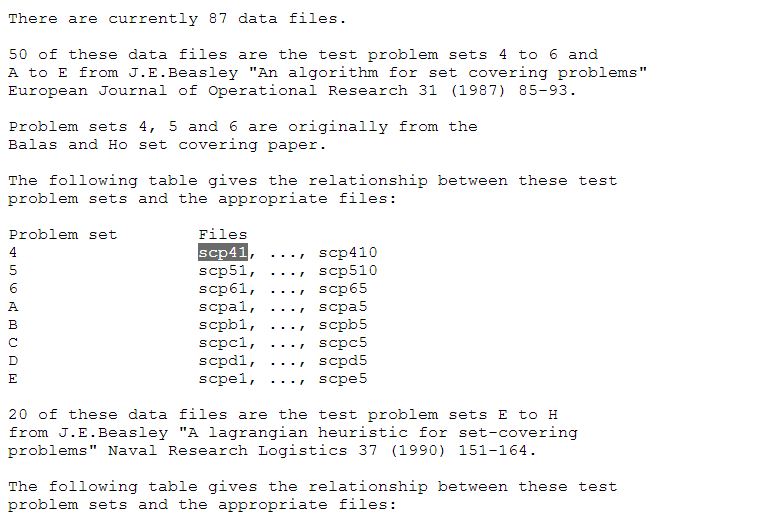 There are currently 87 data files.
50 of these data files are the test problem sets 4 to 6 and
A to E from J.E.Beasley "An algorithm for set covering problems"
European Journal of Operational Research 31 (1987) 85-93.
Problem sets 4, 5 and 6 are originally from the
Balas and Ho set covering paper.
The following table gives the relationship between these test
problem sets and the appropriate files:
Problem set Files
4 scp41, ..., scp410
5 scp51, ..., scp510
6 scp61, ..., scp65
A scpa1, ..., scpa5
B scpb1, ..., scpb5
C scpc1, ..., scpc5
D scpd1, ..., scpd5
E scpe1, ..., scpe5
20 of these data files are the test problem sets E to H
from J.E.Beasley "A lagrangian heuristic for set-covering
problems" Naval Research Logistics 37 (1990) 151-164.
The following table gives the relationship between these test
problem sets and the appropriate files: